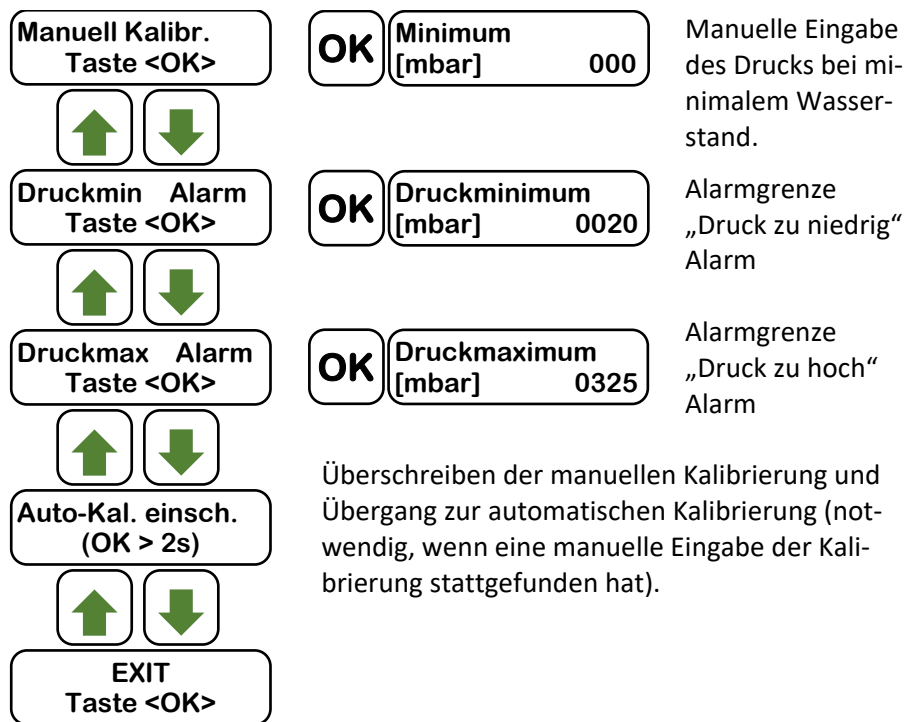 Manuell Kalibr.
Taste <OK>
OK
Minimum
[mbar] 000
Manuelle Eingabe
des Drucks bei mi-
nimalem Wasser-
stand.
Druckmin Alarm
Taste <OK>
OK
Druckminimum
[mbar] 0020
Alarmgrenze
„Druck zu niedrig“
Alarm
Druckmax Alarm
Taste <OK>
OK
Druckmaximum
[mbar] 0325
Alarmgrenze
„Druck zu hoch“
Alarm
Auto-Kal. einsch.
(OK > 2s)
Überschreiben der manuellen Kalibrierung und
Übergang zur automatischen Kalibrierung (not-
wendig, wenn eine manuelle Eingabe der Kali-
brierung stattgefunden hat).
EXIT
Taste <OK>